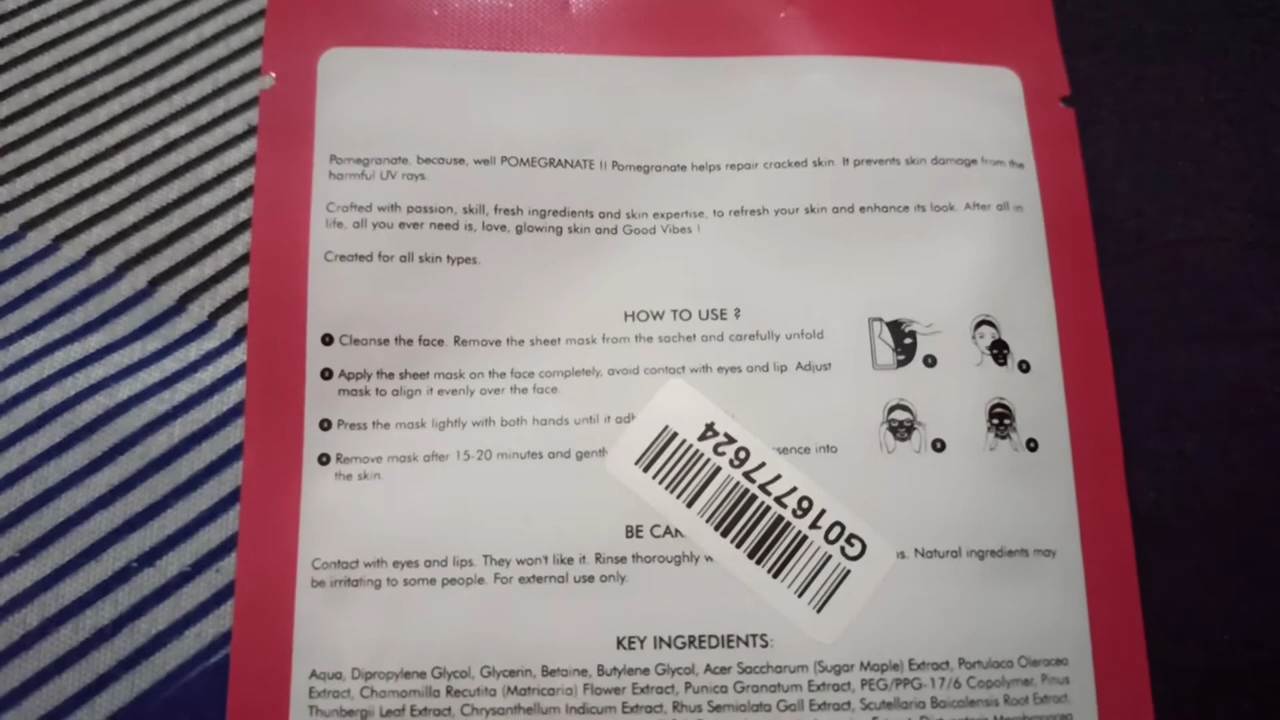 Pomegranate, because, well POMEGRANATE !! Pomegranate helps repair cracked skin. It prevents skin damage from the
harmful UV rays.
Crafted with passion, skill, fresh ingredients and skin expertise, to refresh your skin and enhance its look. After all in
life, all you ever need is, love, glowing skin and Good Vibes !
Created for all skin types.
HOW TO USE ?
Cleanse the face. Remove the sheet mask from the sachet and carefully unfold.
Apply the sheet mask on the face completely, avoid contact with eyes and lip. Adjust
mask to align it evenly over the face.
Press the mask lightly with both hands until it
Remove mask after 15-20 minutes and into
the skin.
G016777624
BE
Contact with eyes and lips. They won't like it. Rinse thoroughly Natural ingredients may
be irritating to some people. For external use only.
KEY INGREDIENTS:
Aqua, Dipropylene Glycol, Glycerin, Betaine, Butylene Glycol, Acer Saccharum (Sugar Maple) Extract, Portulaca Oleracea
Extract, Chamomilla Recutita (Matricaria) Flower Extract, Punica Granatum Extract, PEG/PPG-17/6 Copolymer, Pinus
Thunbergii Leaf Extract, Chrysanthellum Indicum Extract, Rhus Semialata Gall Extract, Scutellaria Baicalensis Root Extract,